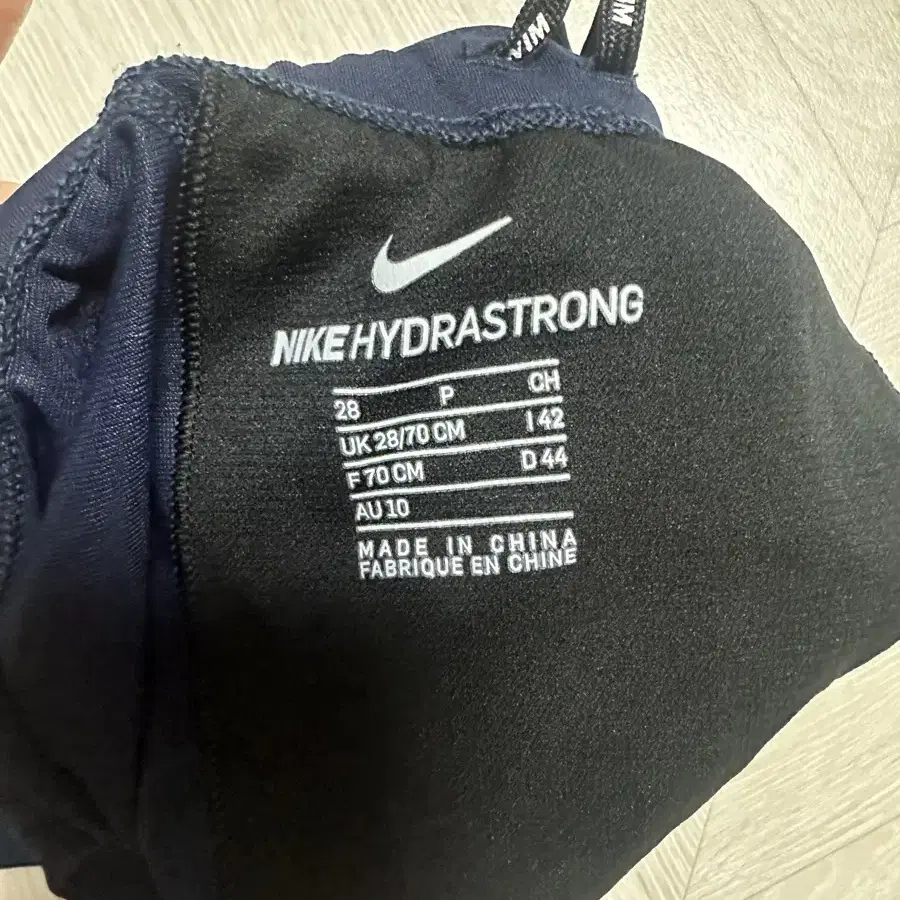 NIKE HYDRASTRONG
28 P CH
UK 28/70 CM I 42
F 70 CM D 44
AU 10
MADE IN CHINA
FABRIQUE EN CHINE